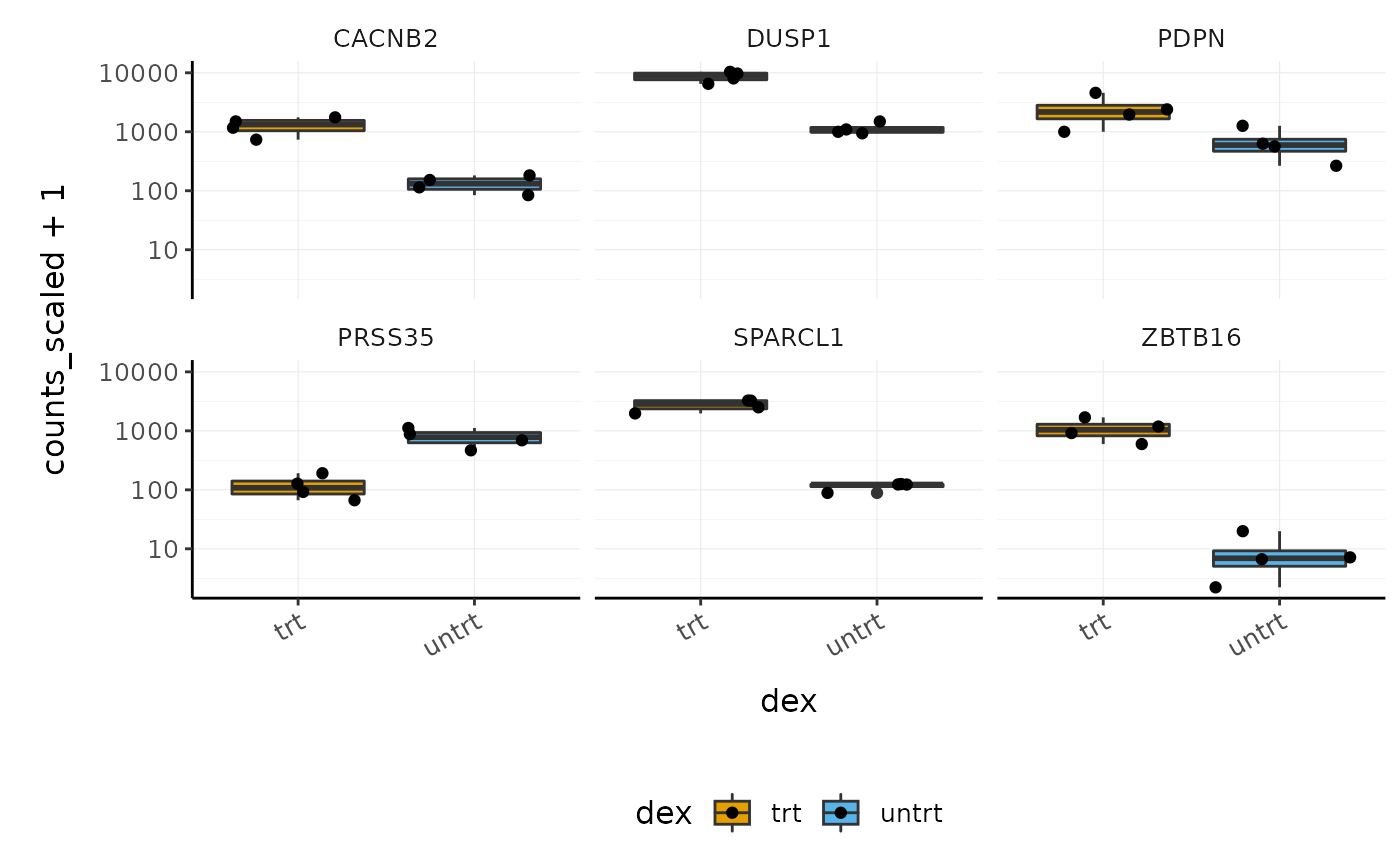 CACNB2 DUSP1 PDPN
10000
1000
100
10
PRSS35 SPARCL1 ZBTB16
10000
1000
100
10
counts_scaled + 1
trt untrt trt untrt trt untrt
dex
dex trt untrt